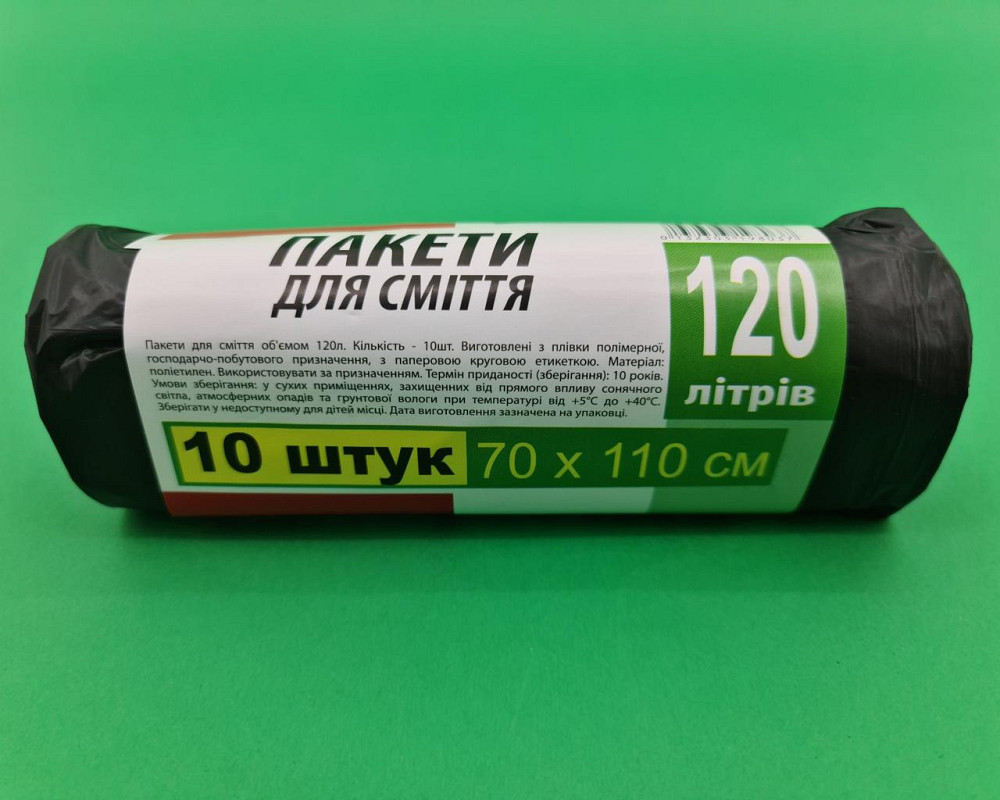 ПАКЕТИ
ДЛЯ СМІТТЯ
120
літрів
Пакети для сміття об'ємом 120л. Кількість - 10шт. Виготовлені з плівки полімерної,
господарчо-побутового призначення, з паперовою круговою етикеткою. Матеріал:
поліетилен. Використовувати за призначенням. Термін приданості (зберігання): 10 років.
Умови зберігання: у сухих приміщеннях, захищенних від прямого впливу сонячного
світла, атмосферних опадів та грунтової вологи при температурі від +5°С до +40°С.
Зберігати у недоступному для дітей місці. Дата виготовлення зазначена на упаковці.
10 штук 70 х 110 см